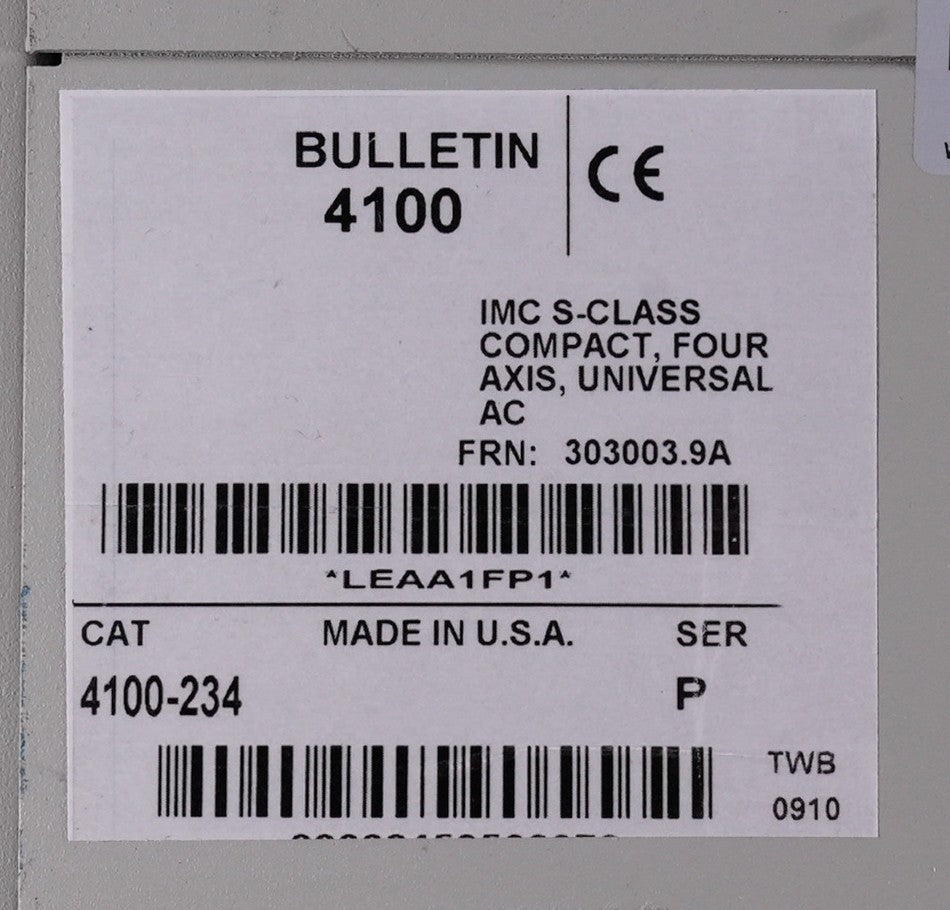 BULLETIN
4100
CE
IMC S-CLASS
COMPACT, FOUR
AXIS, UNIVERSAL
AC
FRN: 303003.9A
*LEAA1FP1*
CAT MADE IN U.S.A. SER
4100-234 P
TWB
0910